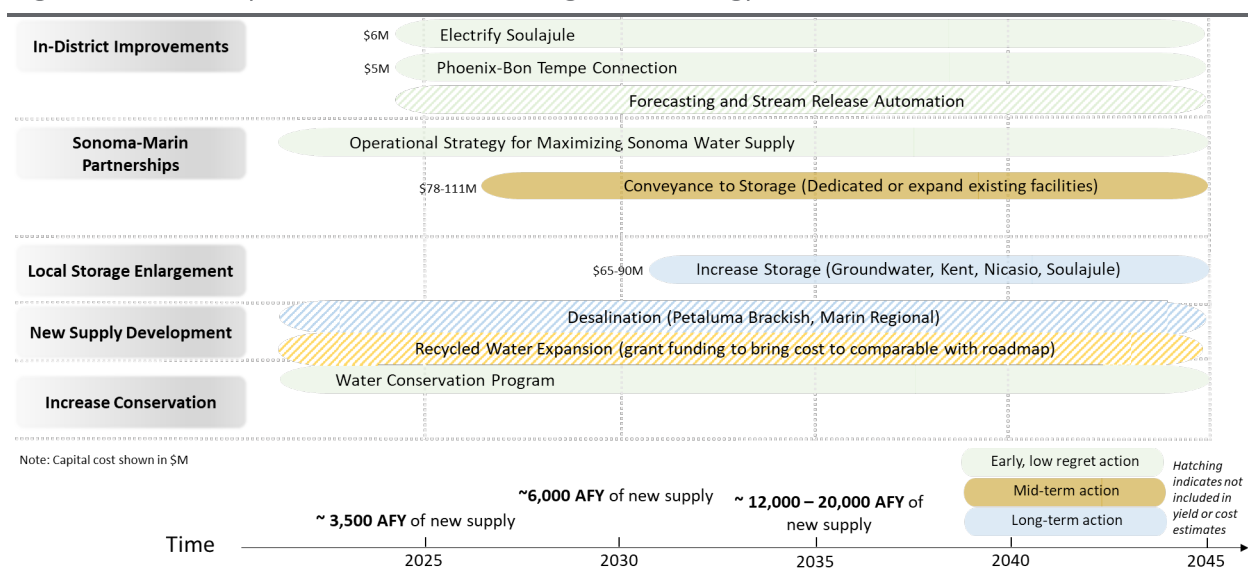 In-District Improvements
$6M
Electrify Soulajule
$5M
Phoenix-Bon Tempe Connection
Forecasting and Stream Release Automation
Sonoma-Marin
Partnerships
Operational Strategy for Maximizing Sonoma Water Supply
$78-111M
Conveyance to Storage (Dedicated or expand existing facilities)
Local Storage Enlargement
$65-90M
Increase Storage (Groundwater, Kent, Nicasio, Soulajule)
New Supply Development
Desalination (Petaluma Brackish, Marin Regional)
Recycled Water Expansion (grant funding to bring cost to comparable with roadmap)
Increase Conservation
Water Conservation Program
Note: Capital cost shown in $M
Early, low regret action
Mid-term action
Long-term action
Hatching
indicates not
included in
yield or cost
estimates
~ 3,500 AFY of new supply
~6,000 AFY of new supply
~ 12,000 – 20,000 AFY of
new supply
Time
2025
2030
2035
2040
2045